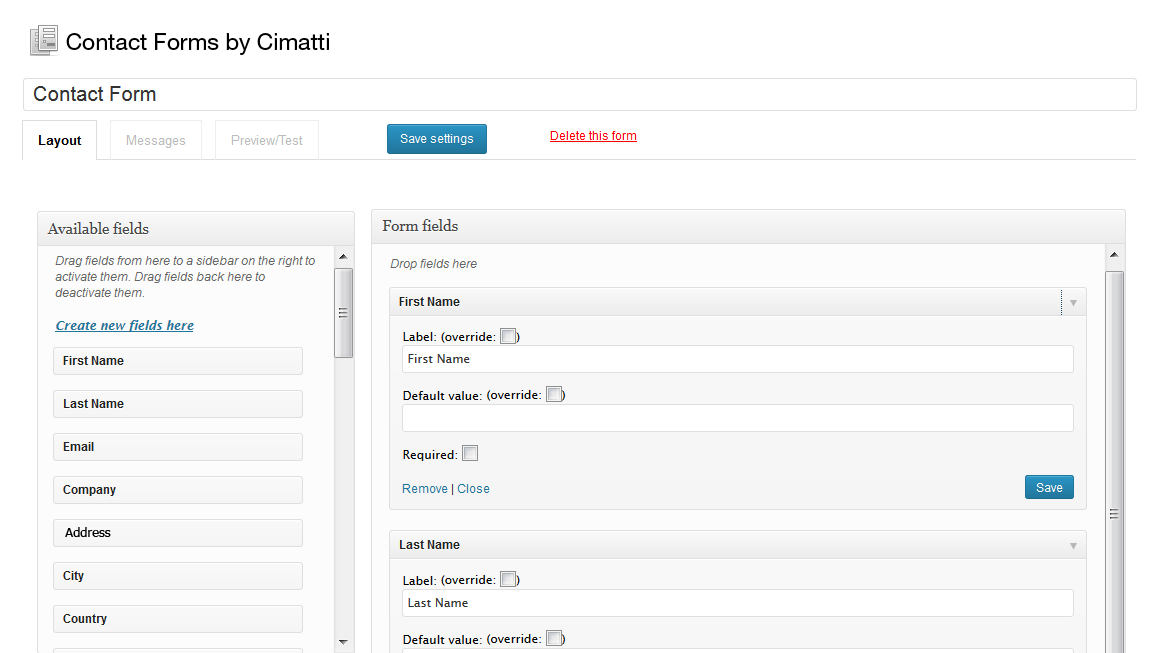 Contact Forms by Cimatti
Contact Form
Layout
Messages
Preview/Test
Save settings
Delete this form
Available fields
Drag fields from here to a sidebar on the right to
activate them. Drag fields back here to
deactivate them.
Create new fields here
First Name
Last Name
Email
Company
Address
City
Country
Form fields
Drop fields here
First Name
Label: (override: )
First Name
Default value: (override: )
Required:
Remove | Close
Save
Last Name
Label: (override: )
Last Name
Default value: (override: )